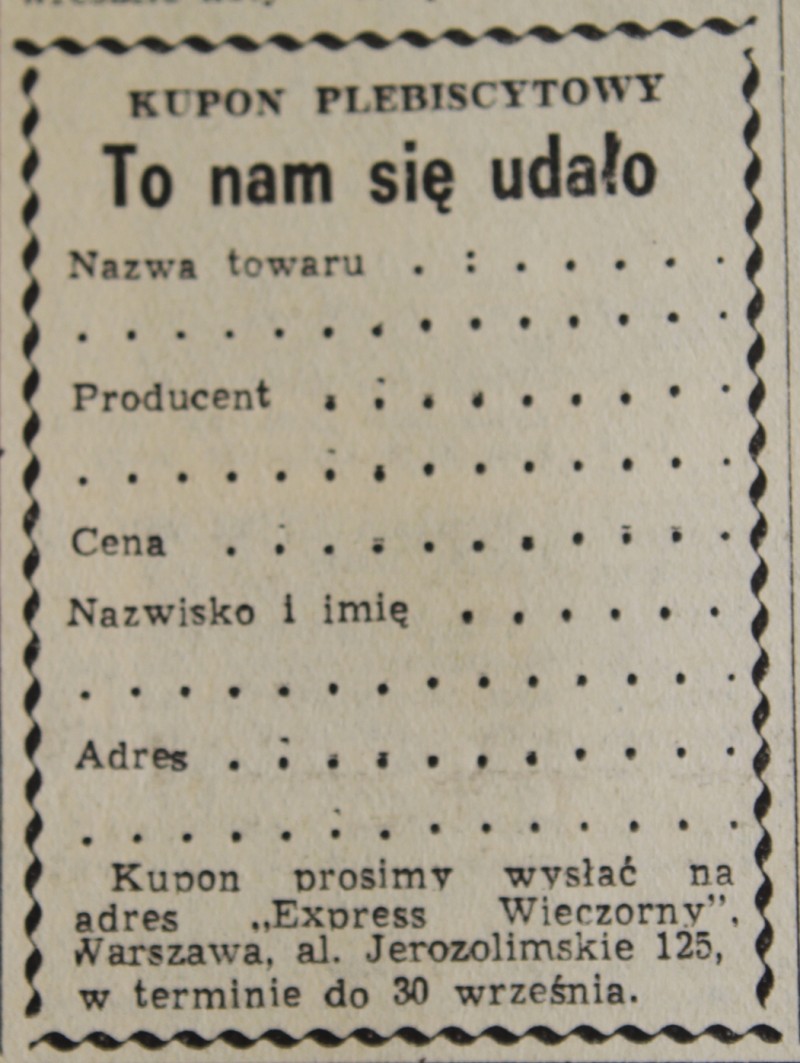 KUPON PLEBISCYTOWY
To nam się udało
Nazwa towaru . : . . . . .
. . . . . . . . . . . . . .
Producent . . . . . . . . .
. . . . . . . . . . . . . .
Cena . . . . . . . . . . .
Nazwisko i imię . . . . . .
. . . . . . . . . . . . . .
Adres . . . . . . . . . . .
. . . . . . . . . . . . . .
Kupon prosimy wysłać na
adres „Express Wieczorny”,
Warszawa, al. Jerozolimskie 125,
w terminie do 30 września.